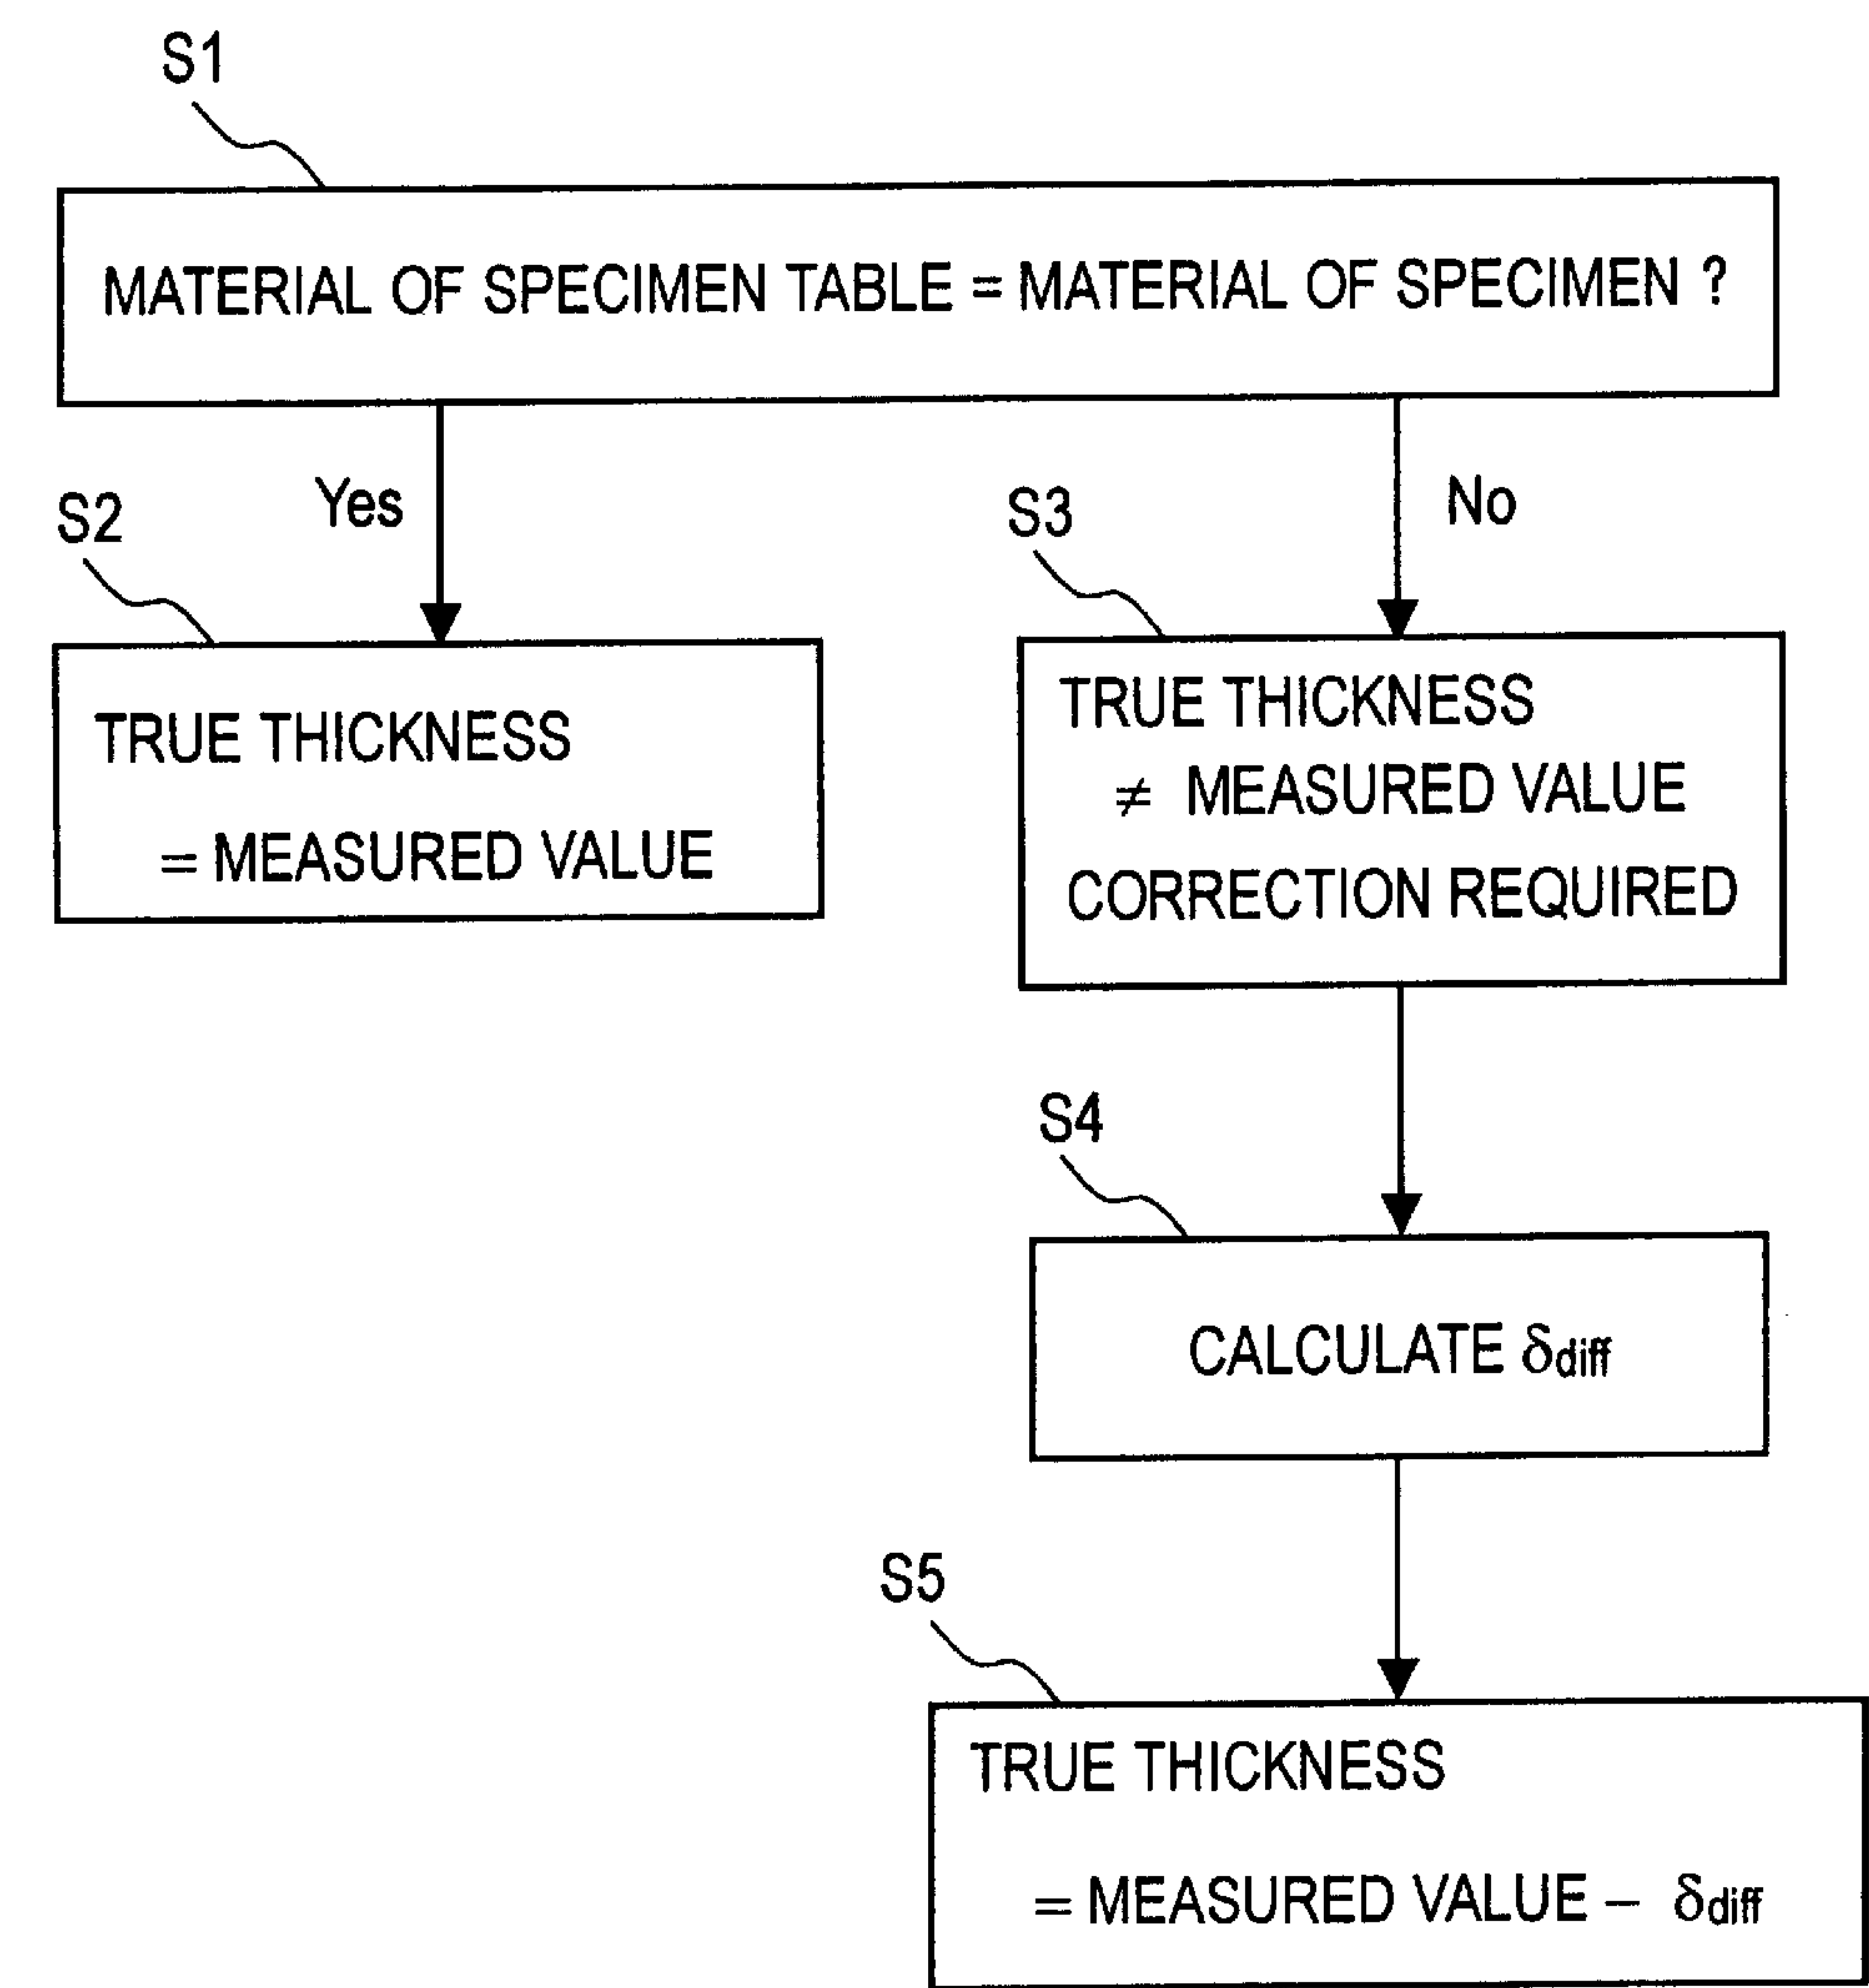 S1
MATERIAL OF SPECIMEN TABLE = MATERIAL OF SPECIMEN ?
Yes
No
S2
S3
TRUE THICKNESS
= MEASURED VALUE
TRUE THICKNESS
≠ MEASURED VALUE
CORRECTION REQUIRED
S4
CALCULATE δdiff
S5
TRUE THICKNESS
= MEASURED VALUE – δdiff